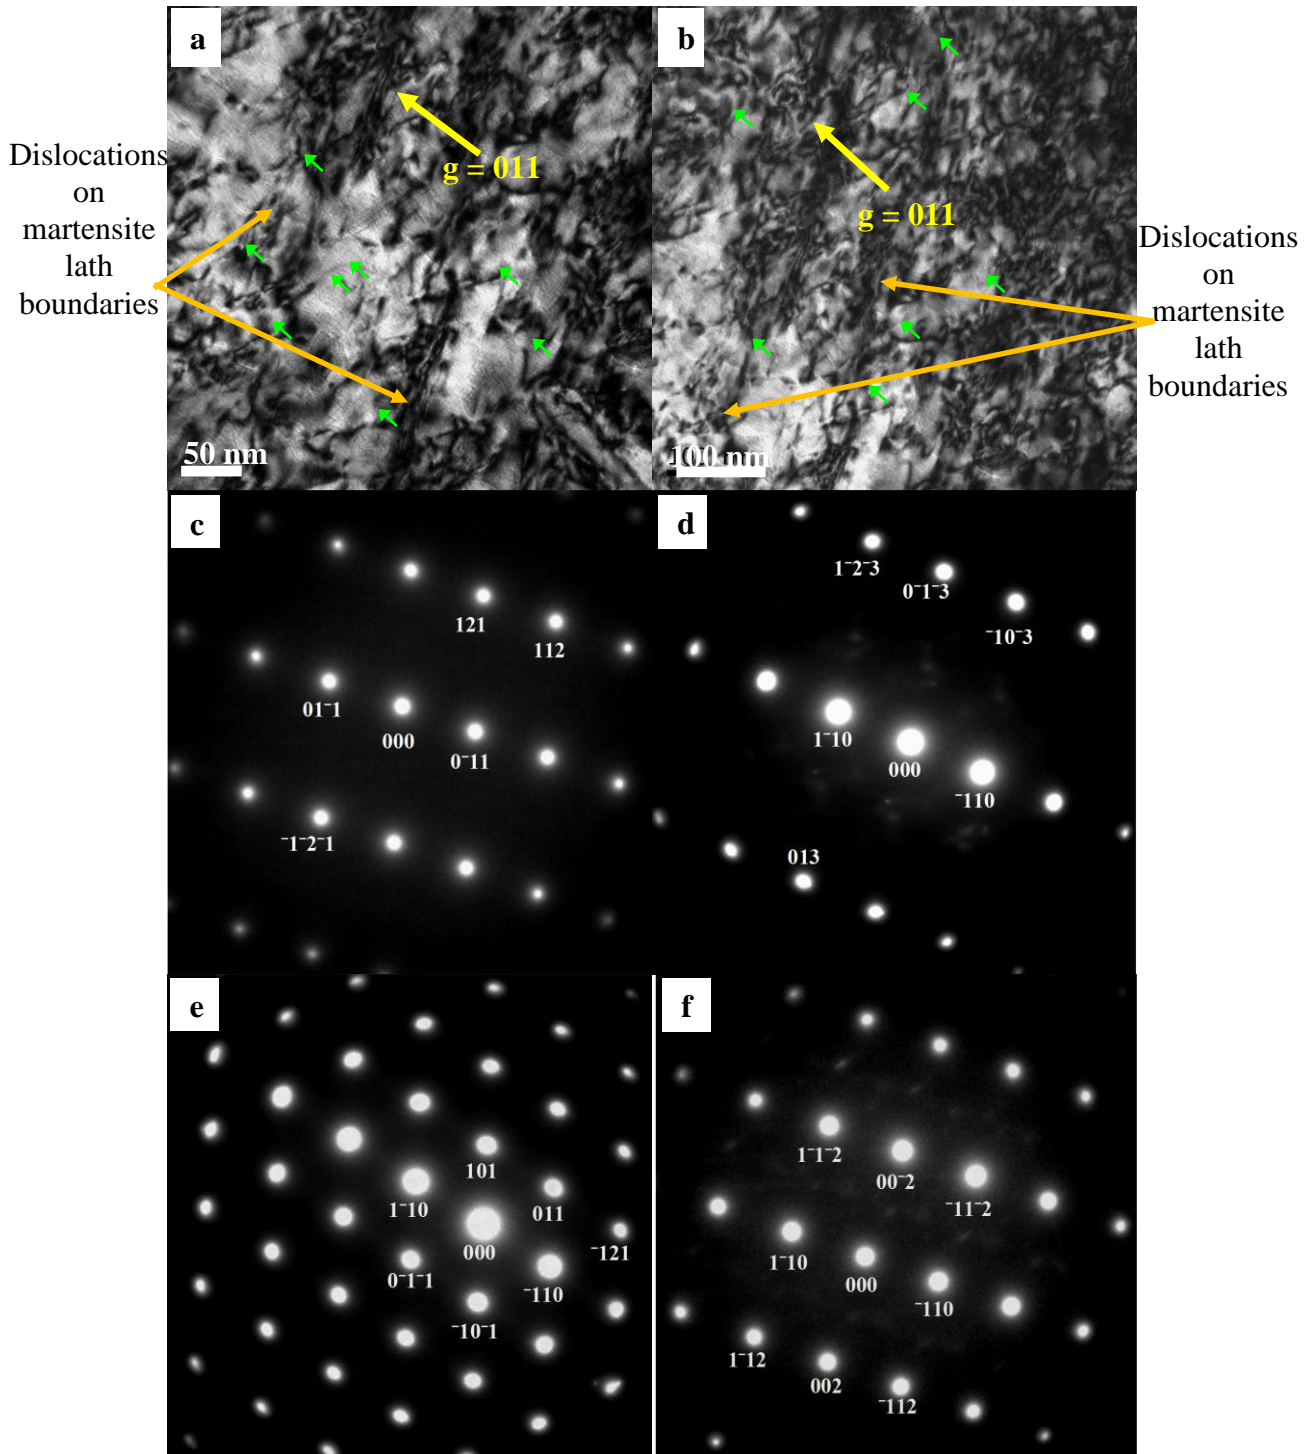 a
b
g = 011
g = 011
Dislocations
on
martensite
lath
boundaries
Dislocations
on
martensite
lath
boundaries
50 nm
100 nm
c
d
121
112
01⁻1
000
0⁻11
⁻1⁻2⁻1
1⁻2⁻3
0⁻1⁻3
⁻10⁻3
1⁻10
000
⁻110
013
e
f
101
1⁻10
011
000
⁻121
0⁻1⁻1
⁻110
⁻10⁻1
1⁻1⁻2
00⁻2
⁻11⁻2
1⁻10
000
⁻110
1⁻12
002
⁻112